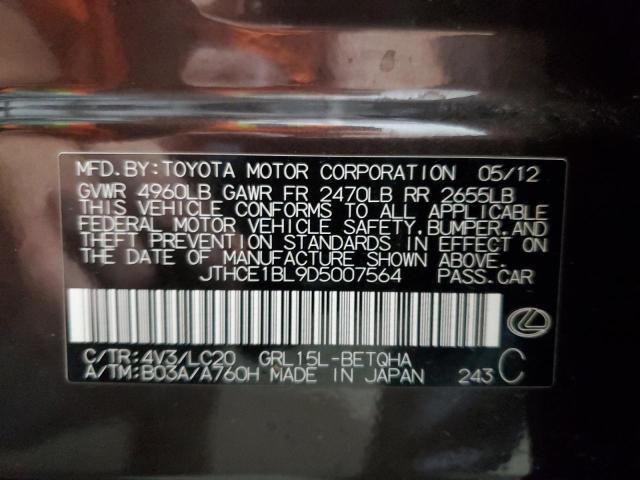 MFD.BY:TOYOTA MOTOR CORPORATION 05/12
GVWR 4960LB GAWR FR 2470LB RR 2655LB
THIS VEHICLE CONFORMS TO ALL APPLICABLE
FEDERAL MOTOR VEHICLE SAFETY,BUMPER,AND
THEFT PREVENTION STANDARDS IN EFFECT ON
THE DATE OF MANUFACTURE SHOWN ABOVE.
JTHCE1BL9D5007564 PASS.CAR
C/TR:4V3/LC20 GRL15L-BETQHA
A/TM:B03A/A760H MADE IN JAPAN 243 C